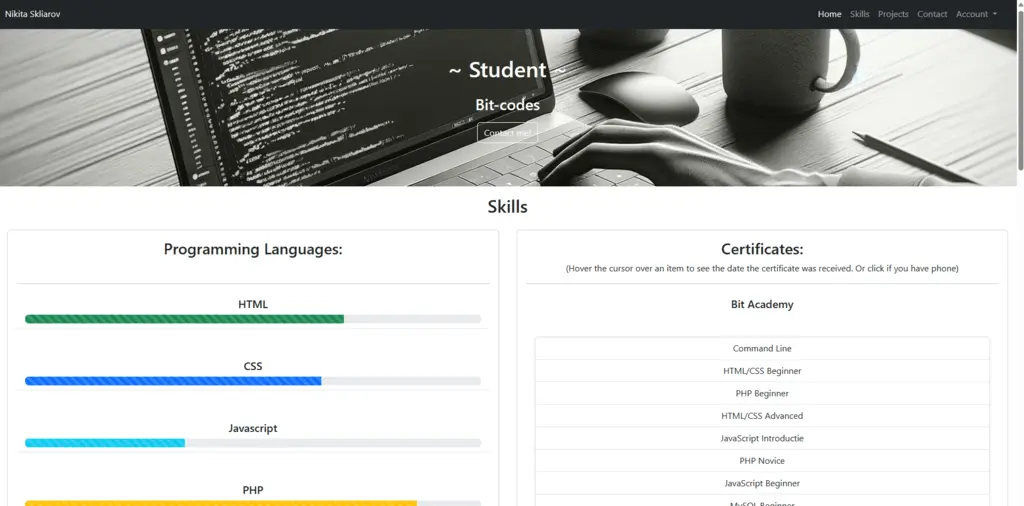 Nikita Skliarov
Home Skills Projects Contact Account
~ Student ~
Bit-codes
Contact me!
Skills
Programming Languages:
HTML
CSS
Javascript
PHP
Certificates:
(Hover the cursor over an item to see the date the certificate was received. Or click if you have phone)
Bit Academy
Command Line
HTML/CSS Beginner
PHP Beginner
HTML/CSS Advanced
JavaScript Introductie
PHP Novice
JavaScript Beginner
MySQL Beginner